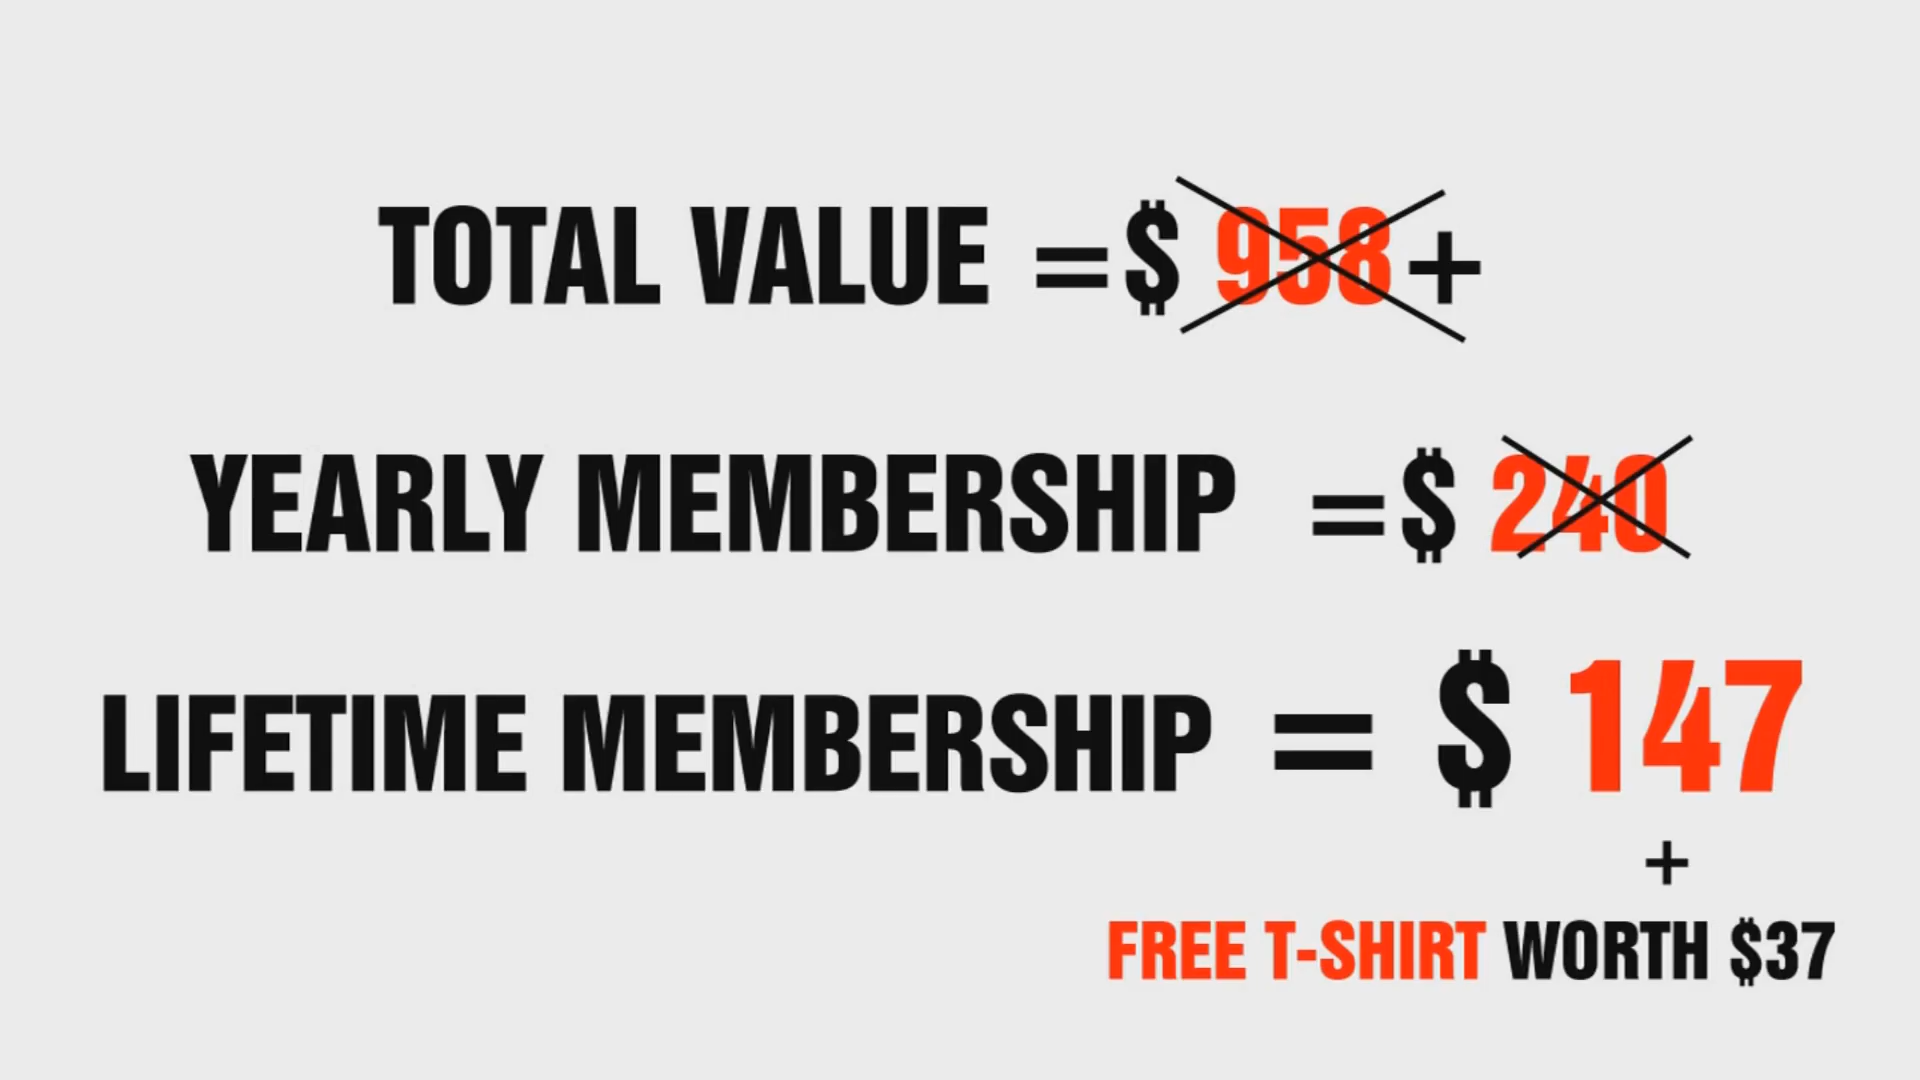 TOTAL VALUE =$ 958+
YEARLY MEMBERSHIP =$ 240
LIFETIME MEMBERSHIP = $ 147
+
FREE T-SHIRT WORTH $37